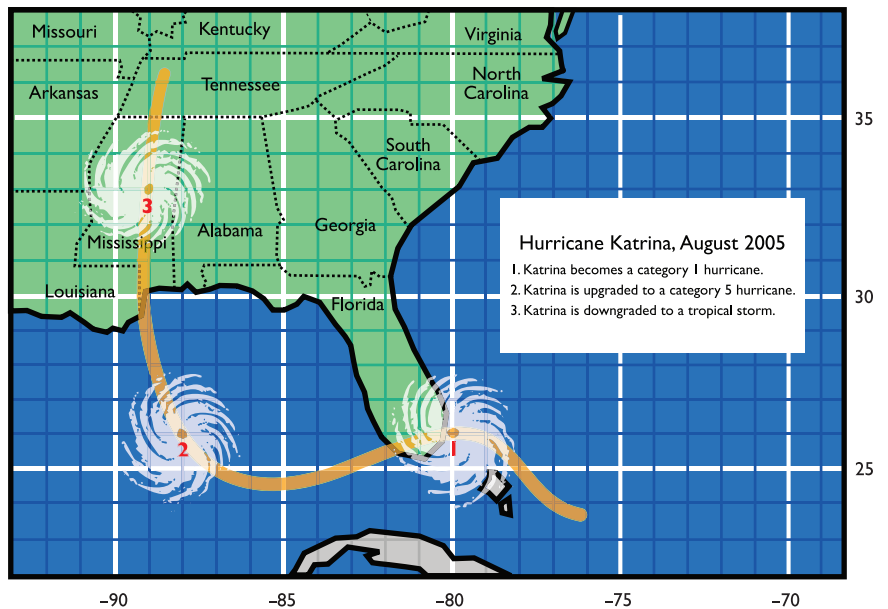 Missouri
Kentucky
Virginia
Arkansas
Tennessee
North
Carolina
35
South
Carolina
3
Mississippi
Alabama
Georgia
Hurricane Katrina, August 2005
1. Katrina becomes a category 1 hurricane.
2. Katrina is upgraded to a category 5 hurricane.
3. Katrina is downgraded to a tropical storm.
Louisiana
Florida
30
2
1
25
–90
–85
–80
–75
–70